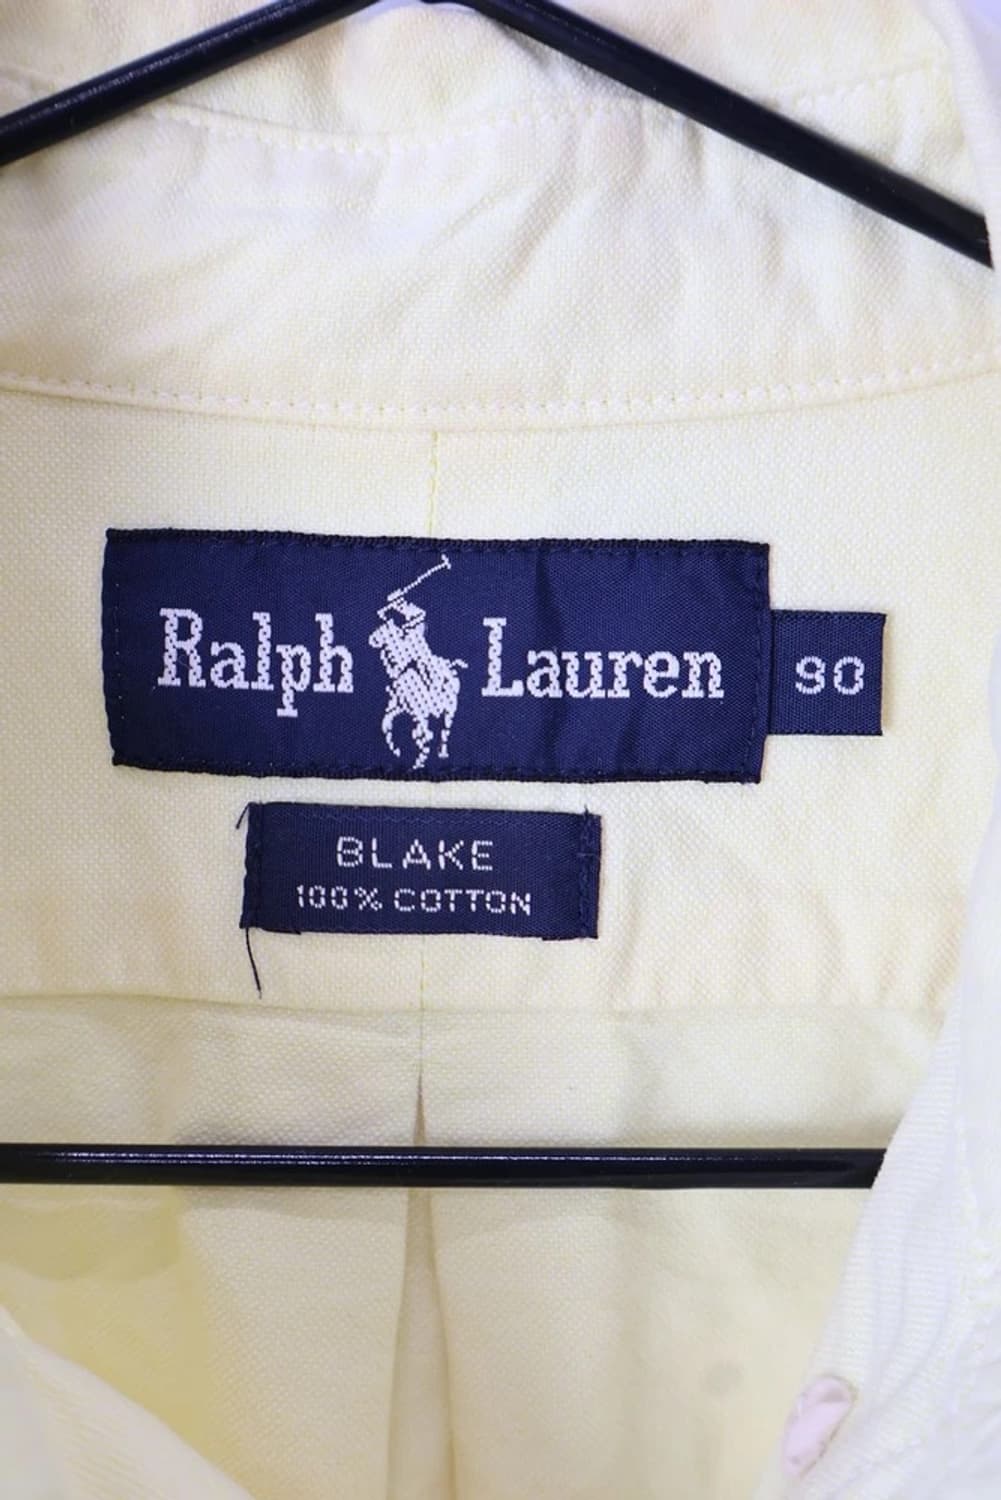 Ralph Lauren
90
BLAKE
100% COTTON